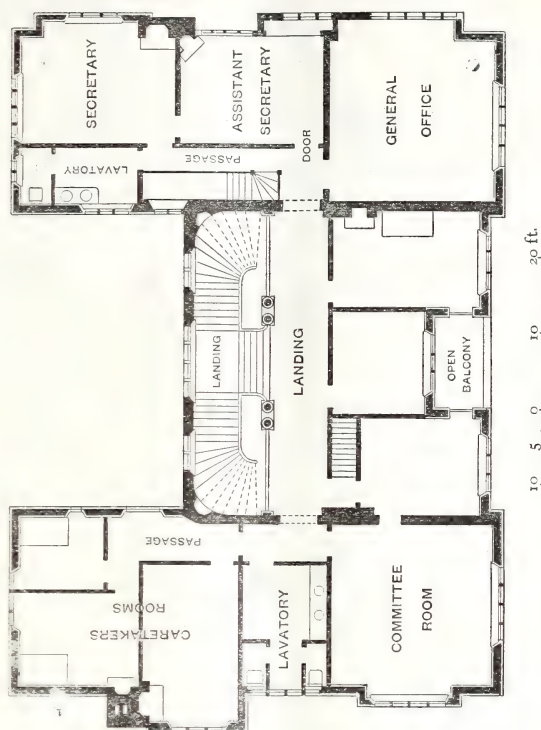 SECRETARY
ASSISTANT
SECRETARY
LAVATORY
PASSAGE
DOOR
GENERAL
OFFICE
LANDING
LANDING
OPEN
BALCONY
PASSAGE
CARETAKERS
ROOMS
LAVATORY
COMMITTEE
ROOM
10 5 0 10 20 ft.